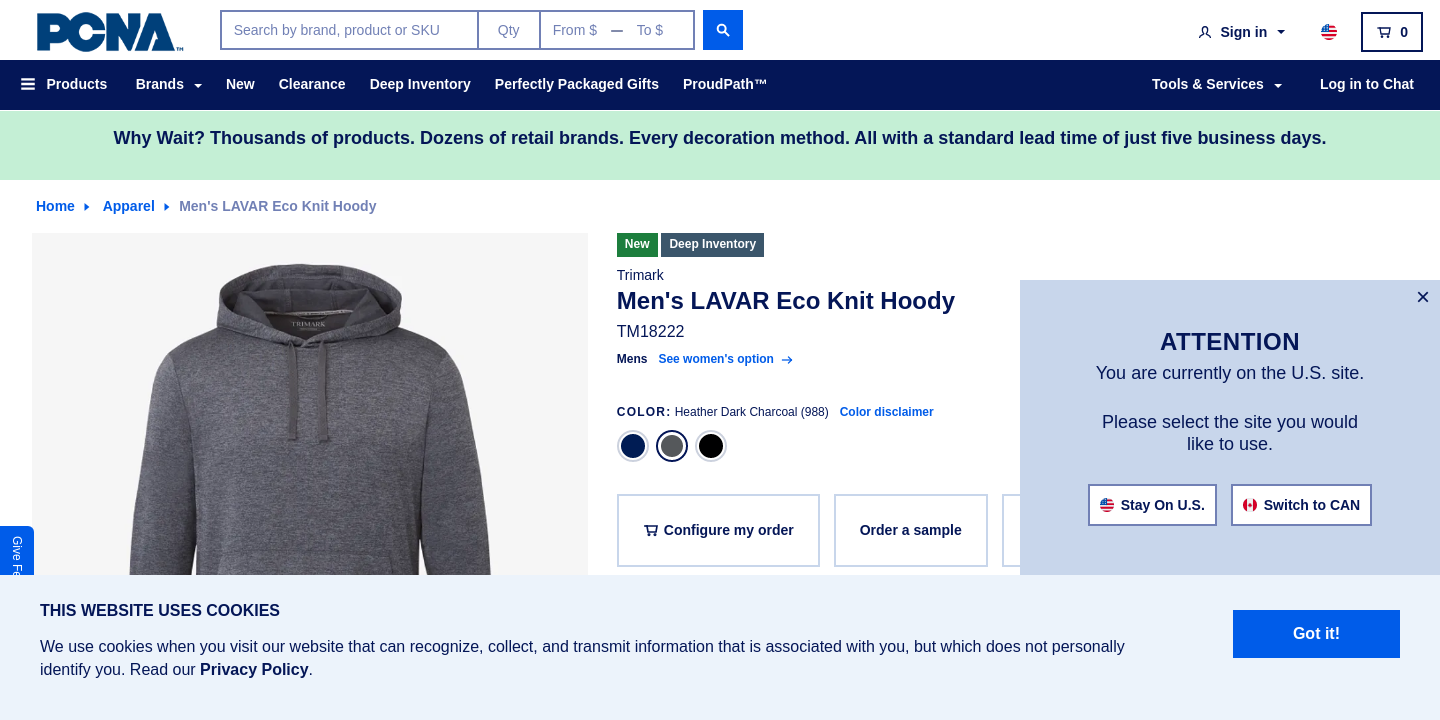 PCNA™
Search by brand, product or SKU Qty From $ — To $
Sign in
0
Products Brands New Clearance Deep Inventory Perfectly Packaged Gifts ProudPath™ Tools & Services Log in to Chat
Why Wait? Thousands of products. Dozens of retail brands. Every decoration method. All with a standard lead time of just five business days.
Home Apparel Men's LAVAR Eco Knit Hoody
TRIMARK
New Deep Inventory
Trimark
Men's LAVAR Eco Knit Hoody
TM18222
Mens See women's option
COLOR: Heather Dark Charcoal (988) Color disclaimer
Configure my order Order a sample
×
ATTENTION
You are currently on the U.S. site.
Please select the site you would
like to use.
Stay On U.S. Switch to CAN
Give
THIS WEBSITE USES COOKIES
We use cookies when you visit our website that can recognize, collect, and transmit information that is associated with you, but which does not personally
identify you. Read our Privacy Policy.
Got it!